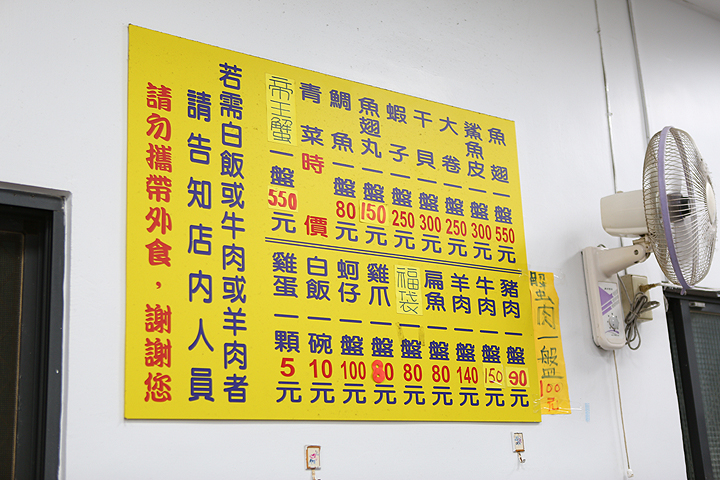 魚翅一盤550元
鯊魚皮一盤300元
大卷一盤250元
干貝一盤300元
蝦子一盤250元
魚翅丸一盤150元
鯛魚一盤80元
青菜時價
帝王蟹一盤550元
豬肉一盤90元
牛肉一盤150元
羊肉一盤140元
扁魚一盤80元
福袋一盤80元
雞爪一盤80元
蚵仔一盤100元
白飯一碗10元
雞蛋一顆5元
若需白飯或牛肉或羊肉者
請告知店內人員
請勿攜帶外食，謝謝您
肉一盤100元